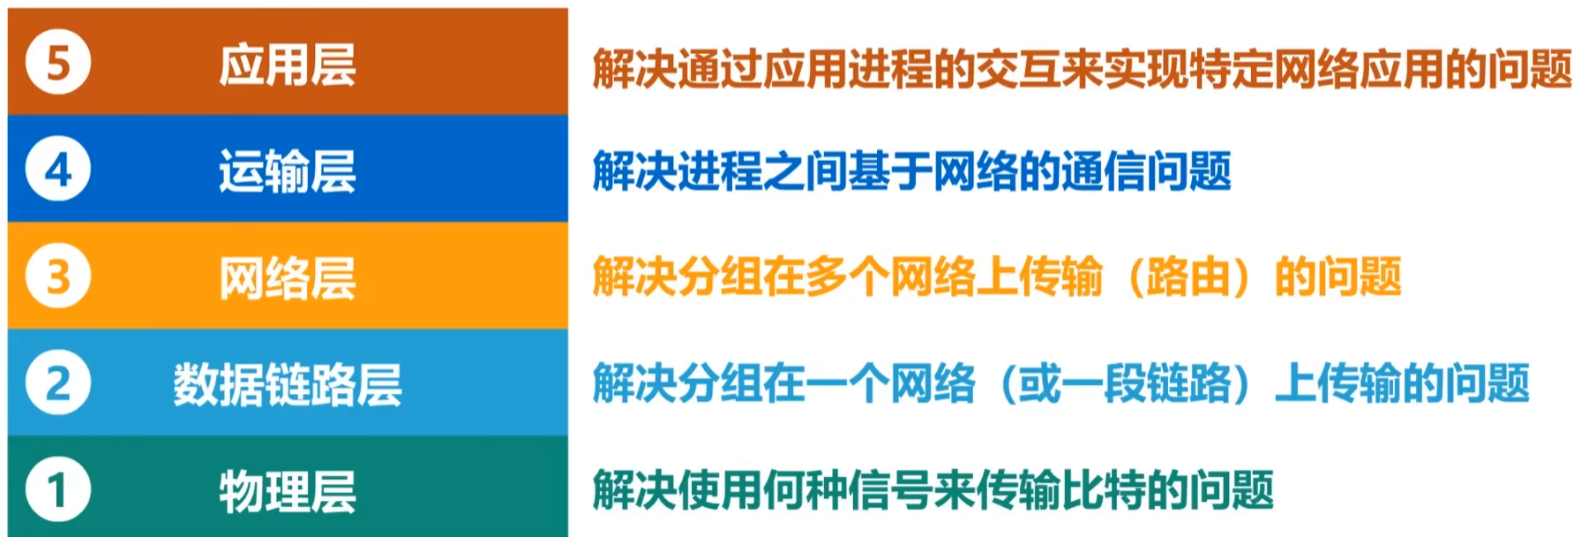 5 应用层 解决通过应用进程的交互来实现特定网络应用的问题
4 运输层 解决进程之间基于网络的通信问题
3 网络层 解决分组在多个网络上传输（路由）的问题
2 数据链路层 解决分组在一个网络（或一段链路）上传输的问题
1 物理层 解决使用何种信号来传输比特的问题